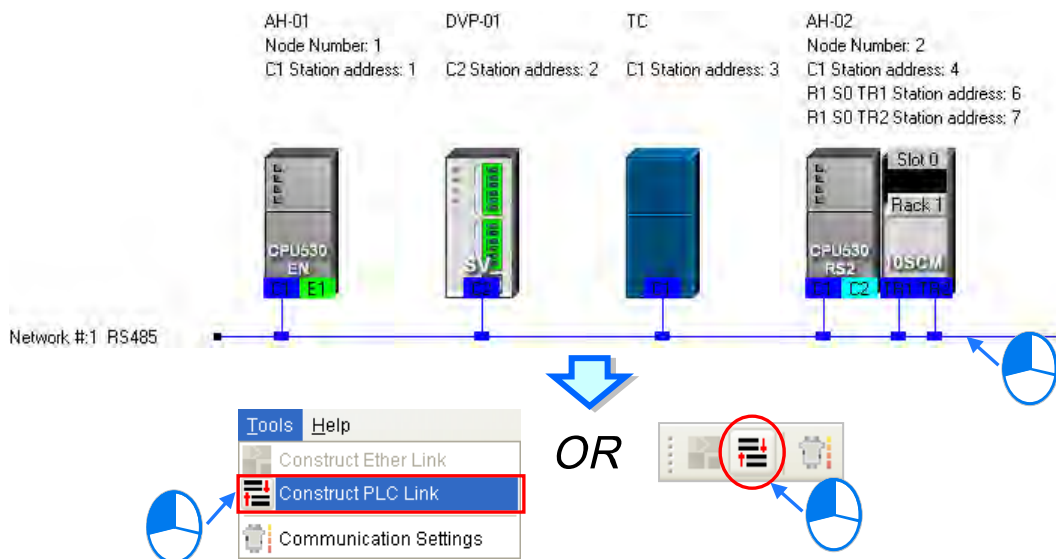 AH-01
Node Number: 1
C1 Station address: 1
DVP-01
C2 Station address: 2
TC
C1 Station address: 3
AH-02
Node Number: 2
C1 Station address: 4
R1 S0 TR1 Station address: 6
R1 S0 TR2 Station address: 7
CPU530
EN
C1 E1
SV
C2
C1
CPU530
RS2
C1 C2
Slot 0
Rack 1
10SCM
TR1 TR2
Network #:1 RS485
Tools Help
Construct Ether Link
Construct PLC Link
Communication Settings
OR